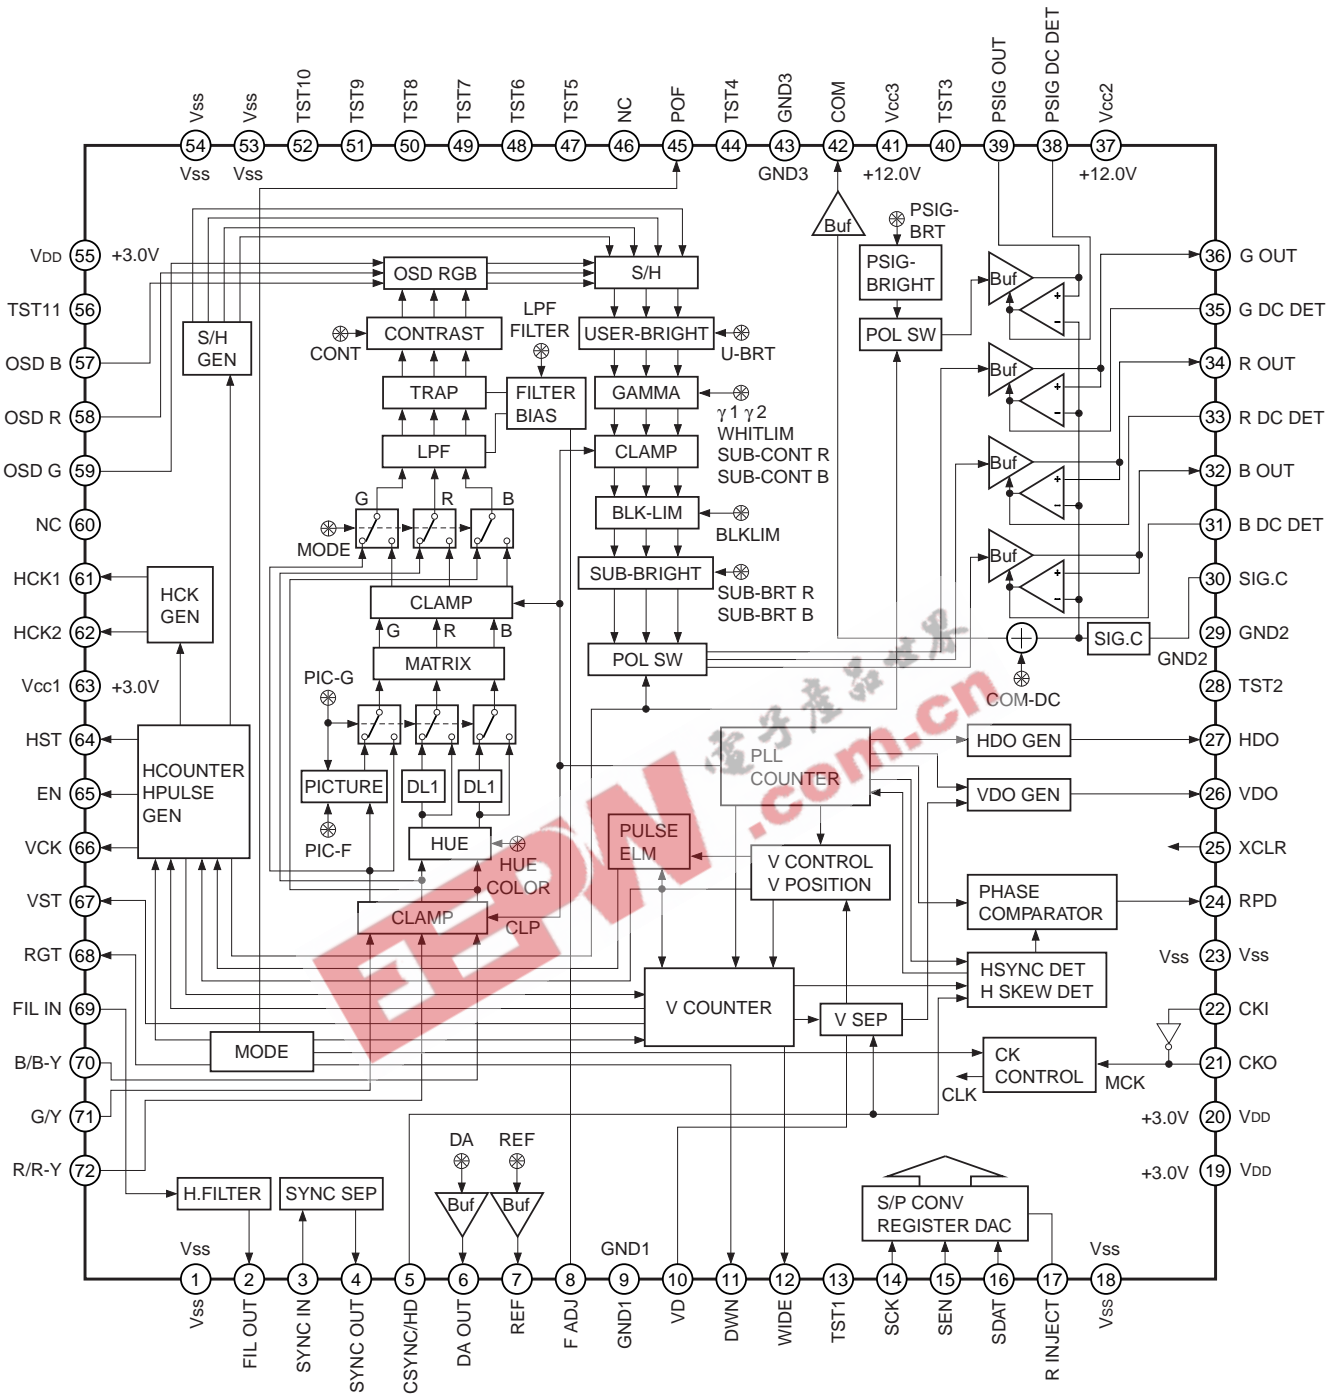 Vss
Vss
TST10
TST9
TST8
TST7
TST6
TST5
NC
POF
TST4
GND3
COM
Vcc3
TST3
PSIG OUT
PSIG DC DET
Vcc2
54
53
52
51
50
49
48
47
46
45
44
43
42
41
40
39
38
37
Vss
Vss
GND3
+12.0V
+12.0V
VDD
55
+3.0V
TST11
56
OSD B
57
OSD R
58
OSD G
59
NC
60
HCK1
61
HCK2
62
Vcc1
63
+3.0V
HST
64
EN
65
VCK
66
VST
67
RGT
68
FIL IN
69
B/B-Y
70
G/Y
71
R/R-Y
72
S/H
GEN
HCK
GEN
HCOUNTER
HPULSE
GEN
MODE
OSD RGB
CONTRAST
CONT
TRAP
LPF
LPF
FILTER
FILTER
BIAS
G
R
B
MODE
CLAMP
G
R
B
MATRIX
PIC-G
PICTURE
PIC-F
DL1
DL1
HUE
HUE
COLOR
CLAMP
CLP
S/H
USER-BRIGHT
U-BRT
GAMMA
γ1 γ2
WHITLIM
SUB-CONT R
SUB-CONT B
CLAMP
BLK-LIM
BLKLIM
SUB-BRIGHT
SUB-BRT R
SUB-BRT B
POL SW
Buf
PSIG-
BRT
PSIG-
BRIGHT
POL SW
Buf
+
-
Buf
+
-
Buf
+
-
Buf
+
-
SIG.C
COM-DC
GND2
36
G OUT
35
G DC DET
34
R OUT
33
R DC DET
32
B OUT
31
B DC DET
30
SIG.C
29
GND2
28
TST2
27
HDO
26
VDO
25
XCLR
24
RPD
Vss
23
Vss
22
CKI
21
CKO
+3.0V
20
VDD
+3.0V
19
VDD
PLL
COUNTER
HDO GEN
VDO GEN
PULSE
ELM
V CONTROL
V POSITION
PHASE
COMPARATOR
HSYNC DET
H SKEW DET
V COUNTER
V SEP
CK
CONTROL
CLK
MCK
電子産品世界
EEPW
.com.cn
H.FILTER
SYNC SEP
DA
REF
Buf
Buf
S/P CONV
REGISTER DAC
Vss
GND1
Vss
1
2
3
4
5
6
7
8
9
10
11
12
13
14
15
16
17
18
Vss
FIL OUT
SYNC IN
SYNC OUT
CSYNC/HD
DA OUT
REF
F ADJ
GND1
VD
DWN
WIDE
TST1
SCK
SEN
SDAT
R INJECT
Vss